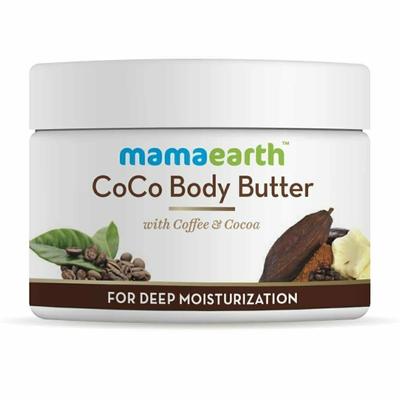 mamaearth™
CoCo Body Butter
with Coffee & Cocoa
FOR DEEP MOISTURIZATION